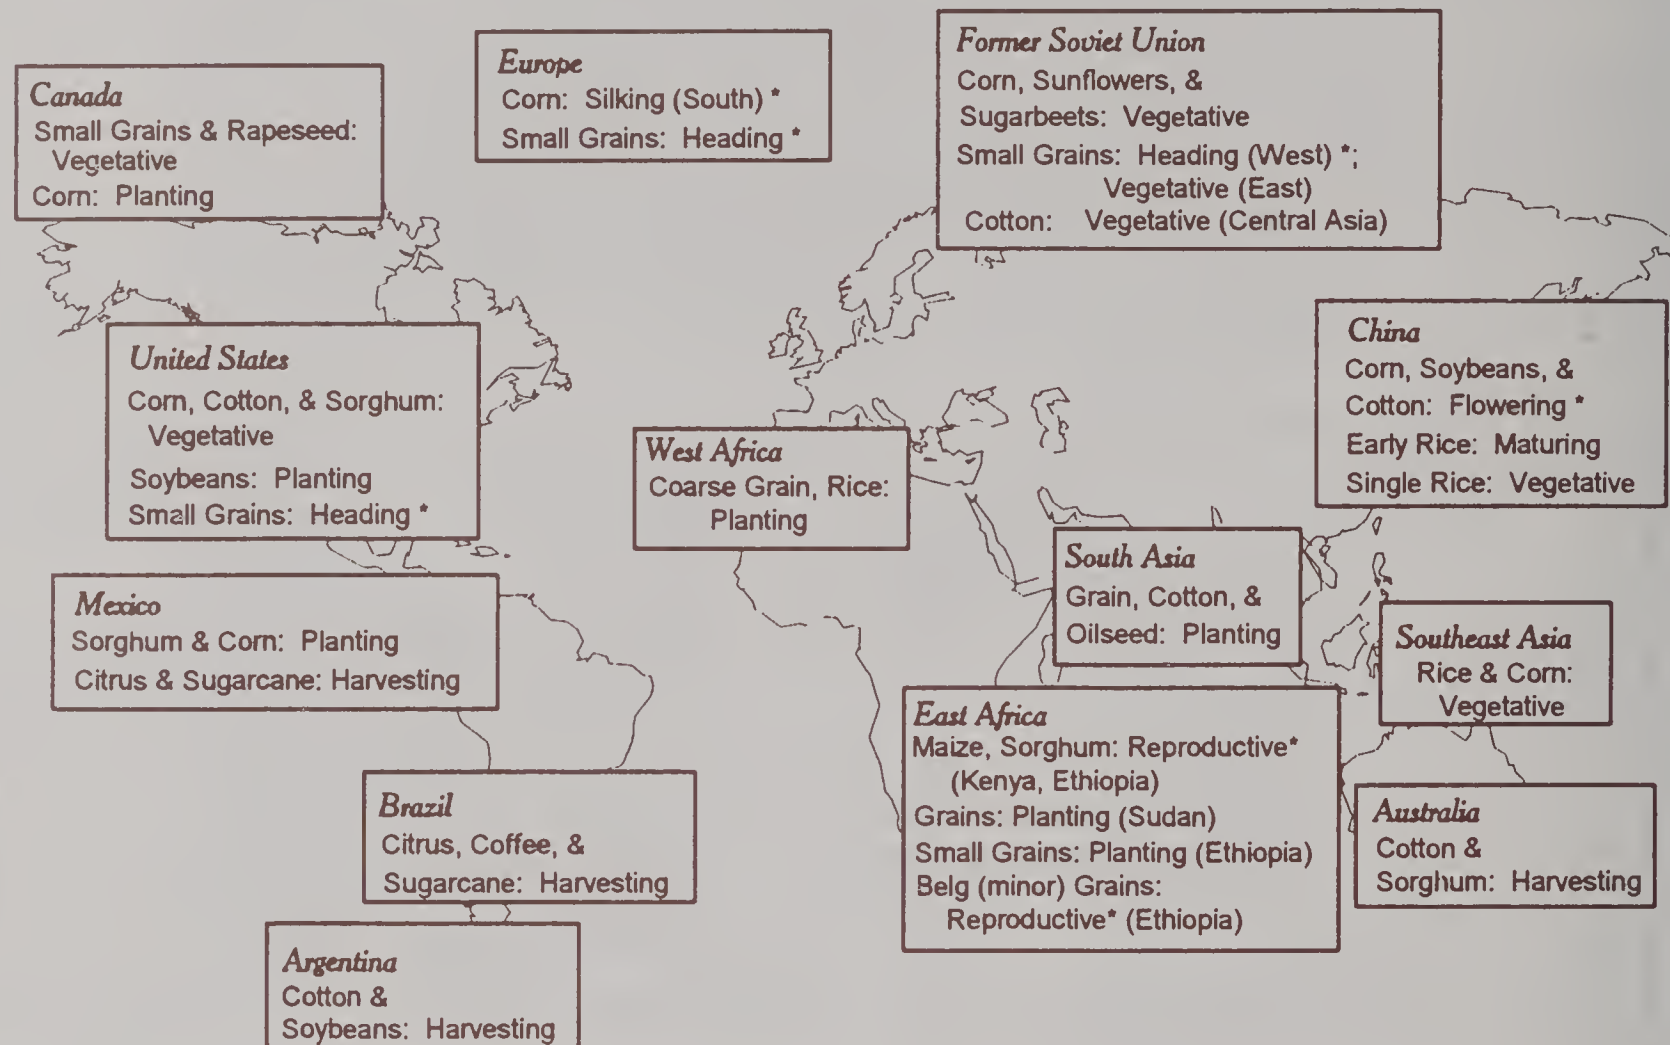 Canada
Small Grains & Rapeseed:
Vegetative
Corn: Planting
Europe
Corn: Silking (South) *
Small Grains: Heading *
Former Soviet Union
Corn, Sunflowers, &
Sugarbeets: Vegetative
Small Grains: Heading (West) *;
Vegetative (East)
Cotton: Vegetative (Central Asia)
United States
Corn, Cotton, & Sorghum:
Vegetative
Soybeans: Planting
Small Grains: Heading *
West Africa
Coarse Grain, Rice:
Planting
China
Corn, Soybeans, &
Cotton: Flowering *
Early Rice: Maturing
Single Rice: Vegetative
Mexico
Sorghum & Corn: Planting
Citrus & Sugarcane: Harvesting
South Asia
Grain, Cotton, &
Oilseed: Planting
Southeast Asia
Rice & Corn:
Vegetative
East Africa
Maize, Sorghum: Reproductive*
(Kenya, Ethiopia)
Grains: Planting (Sudan)
Small Grains: Planting (Ethiopia)
Belg (minor) Grains:
Reproductive* (Ethiopia)
Brazil
Citrus, Coffee, &
Sugarcane: Harvesting
Australia
Cotton &
Sorghum: Harvesting
Argentina
Cotton &
Soybeans: Harvesting